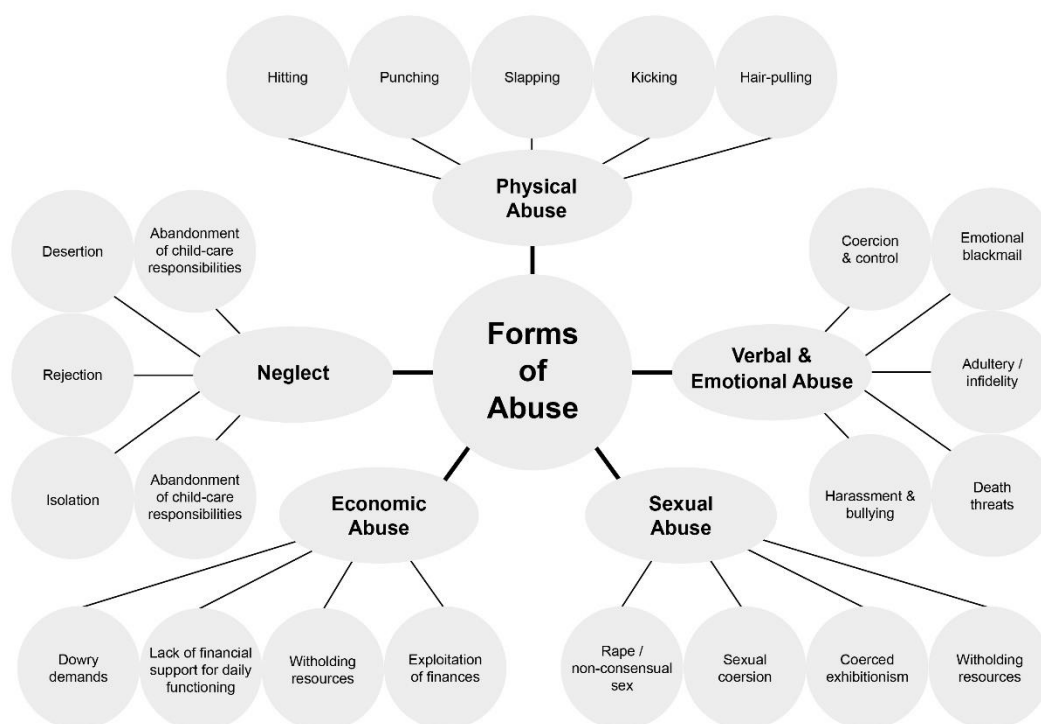 Hitting
Punching
Slapping
Kicking
Hair-pulling
Physical
Abuse
Desertion
Abandonment
of child-care
responsibilities
Rejection
Isolation
Abandonment
of child-care
responsibilities
Neglect
Forms
of
Abuse
Verbal &
Emotional Abuse
Coercion
& control
Emotional
blackmail
Adultery /
infidelity
Harassment &
bullying
Death
threats
Economic
Abuse
Dowry
demands
Lack of financial
support for daily
functioning
Witholding
resources
Exploitation
of finances
Sexual
Abuse
Rape /
non-consensual
sex
Sexual
coersion
Coerced
exhibitionism
Witholding
resources